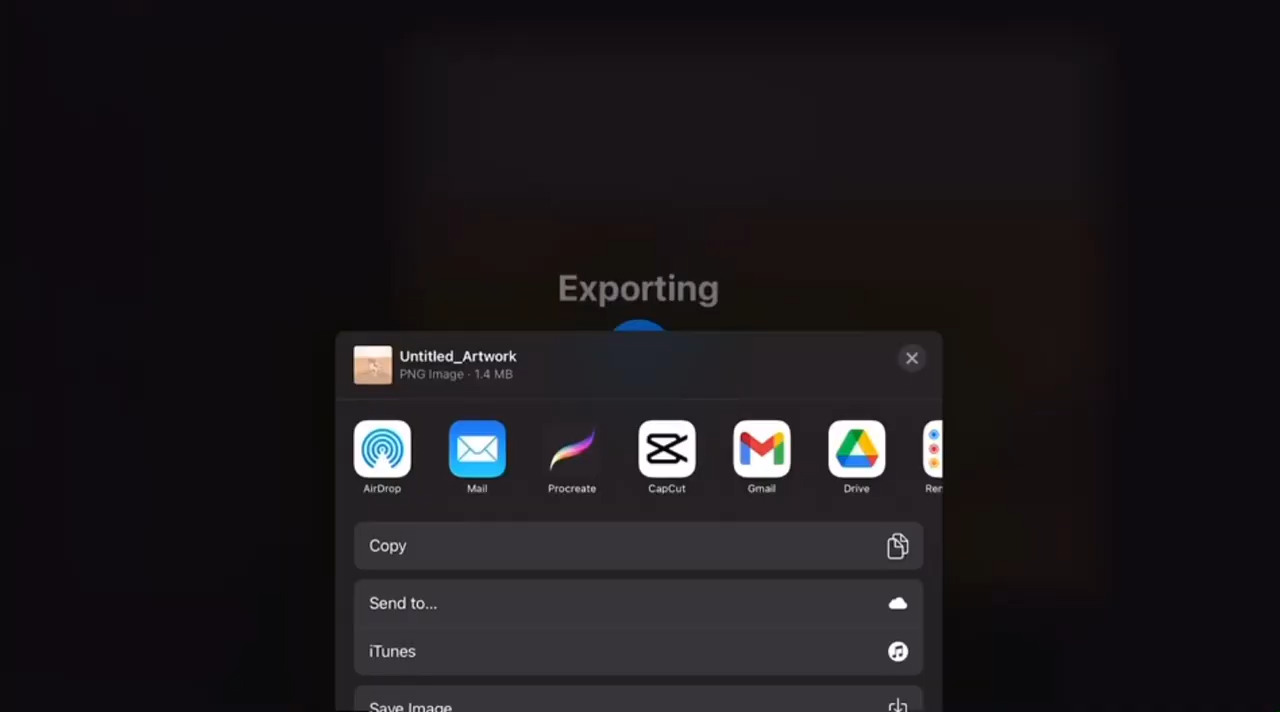 Exporting
Untitled_Artwork
PNG Image · 1.4 MB
AirDrop
Mail
Procreate
CapCut
Gmail
Drive
Rer
Copy
Send to...
iTunes
Save Image